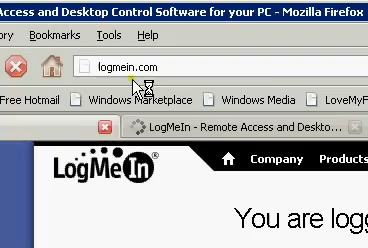 Access and Desktop Control Software for your PC - Mozilla Firefox
ory Bookmarks Tools Help
logmein.com
Free Hotmail Windows Marketplace Windows Media LoveMyF
LogMeIn - Remote Access and Deskto...
LogMeIn
Company Products
You are logg